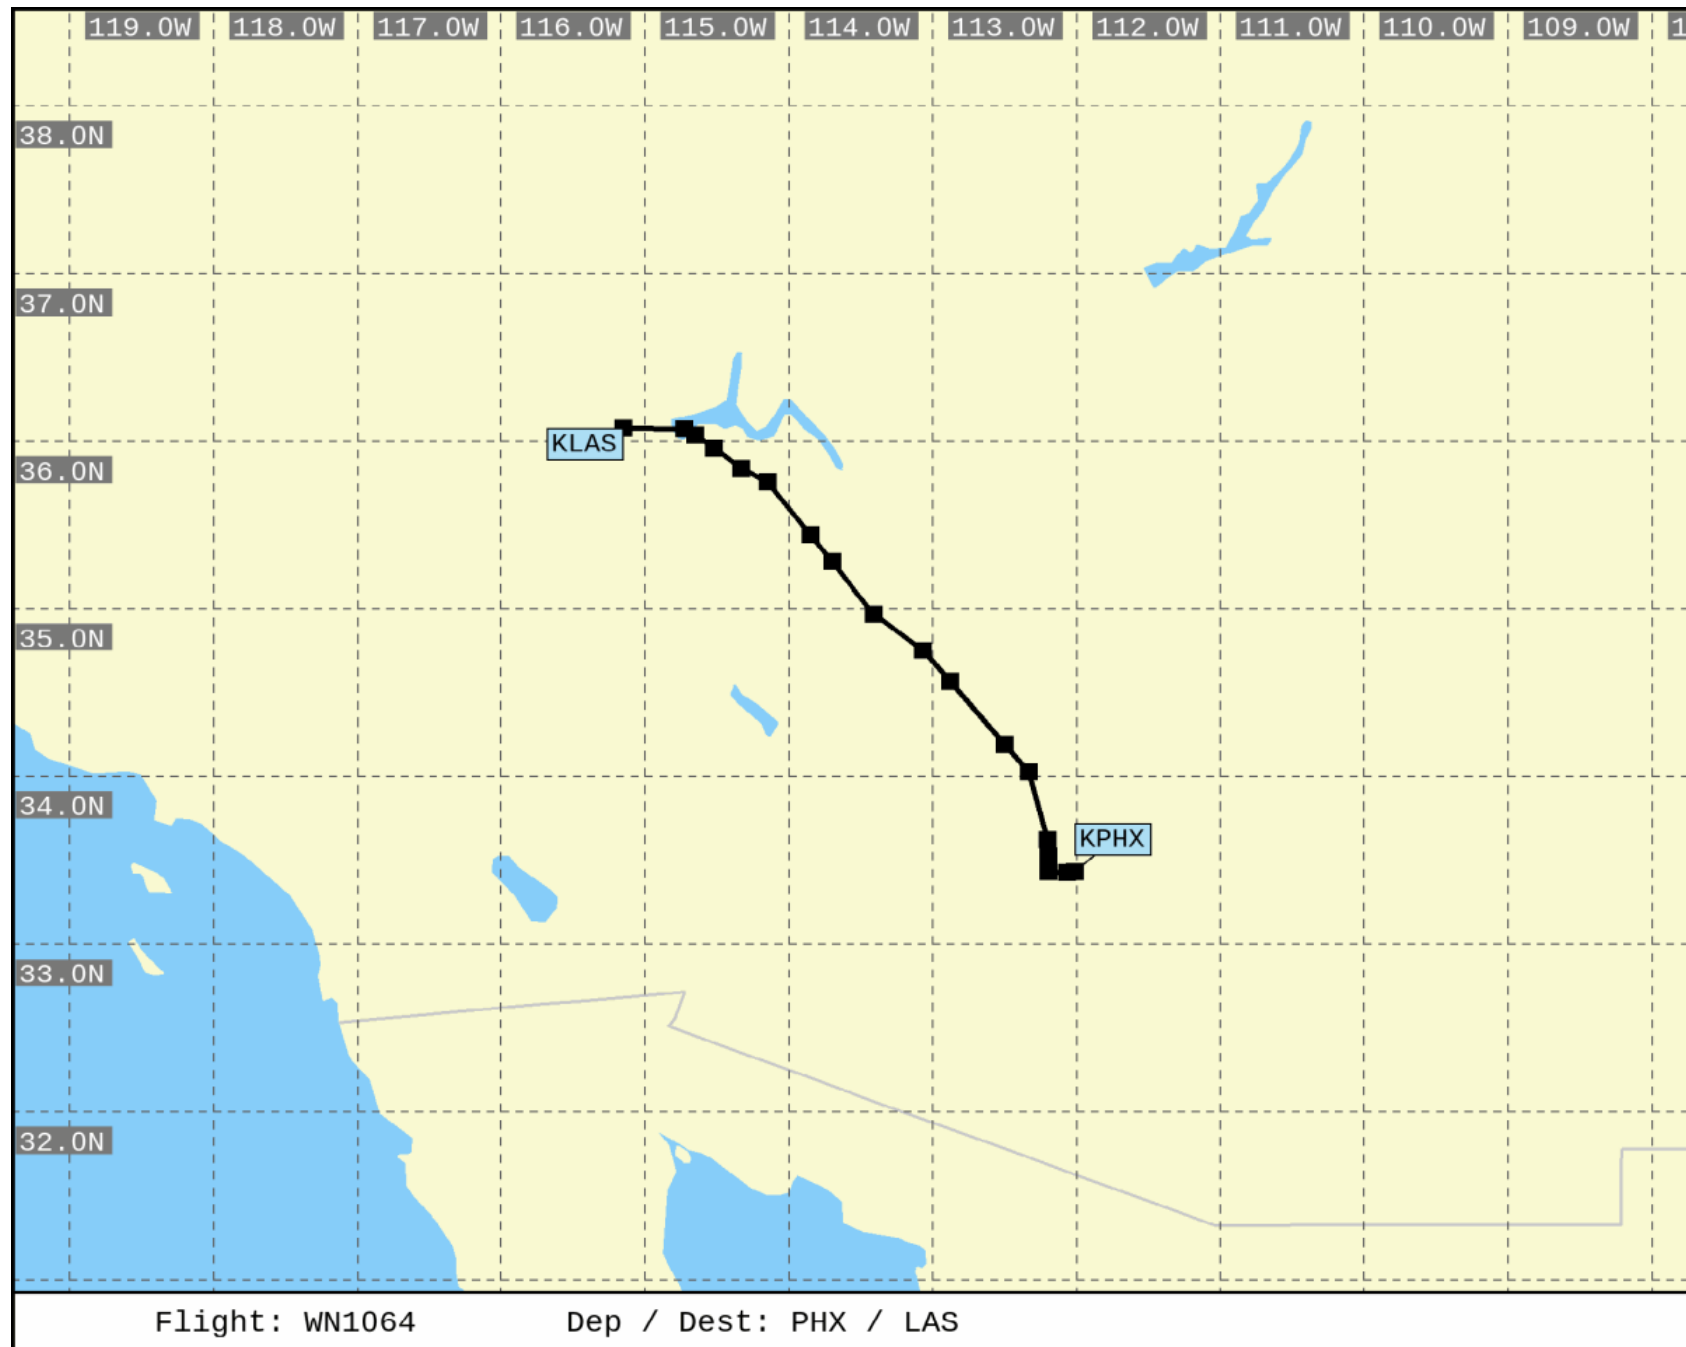 119.0W 118.0W 117.0W 116.0W 115.0W 114.0W 113.0W 112.0W 111.0W 110.0W 109.0W 1
38.0N
37.0N
36.0N
KLAS
35.0N
34.0N
KPHX
33.0N
32.0N
Flight: WN1064 Dep / Dest: PHX / LAS